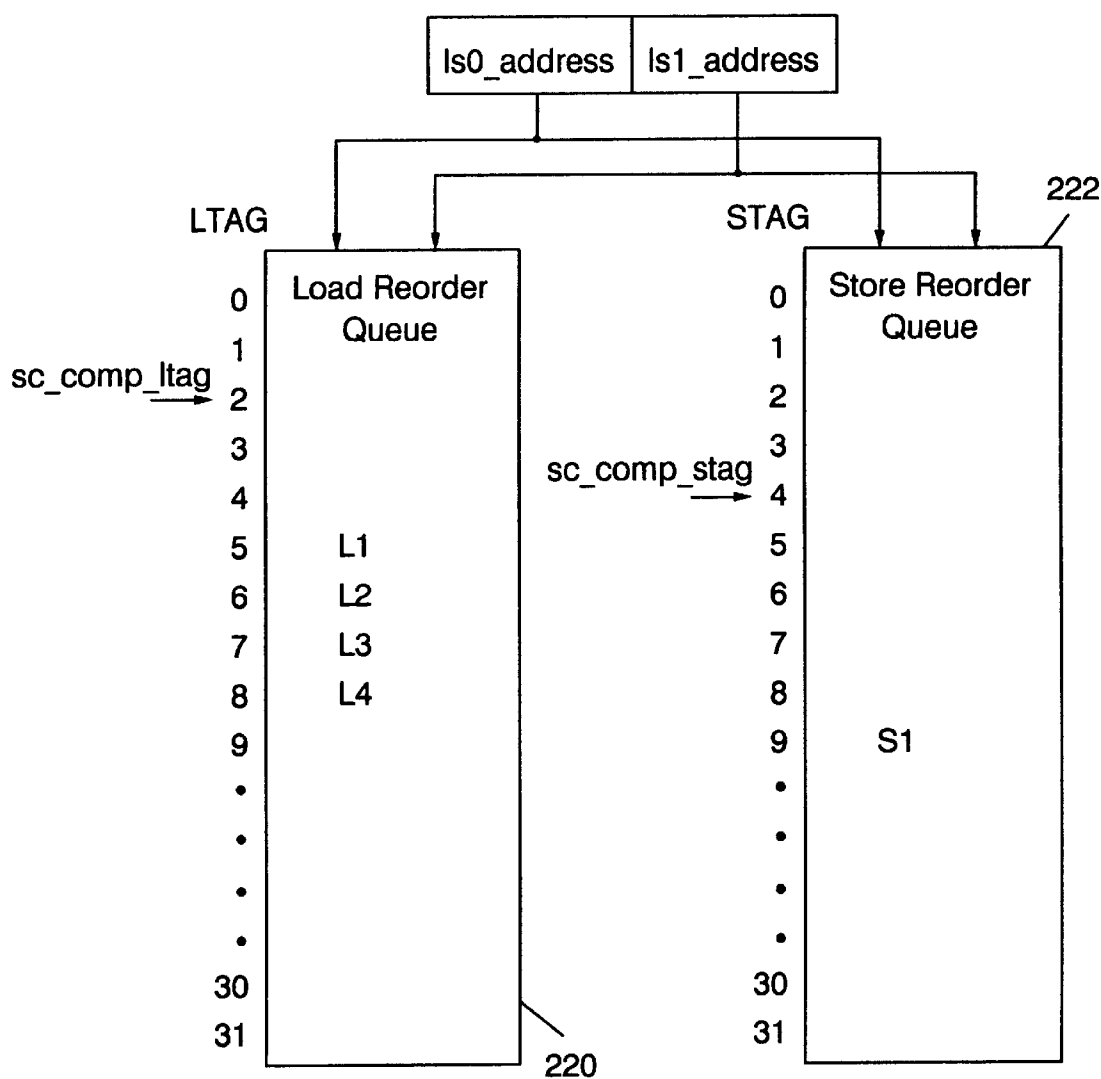 ls0_address ls1_address
222
LTAG STAG
Load Reorder
Queue
Store Reorder
Queue
0
1
sc_comp_ltag
2
3
4
5 L1
6 L2
7 L3
8 L4
9
30
31
220
0
1
2
3
sc_comp_stag
4
5
6
7
8
9 S1
30
31